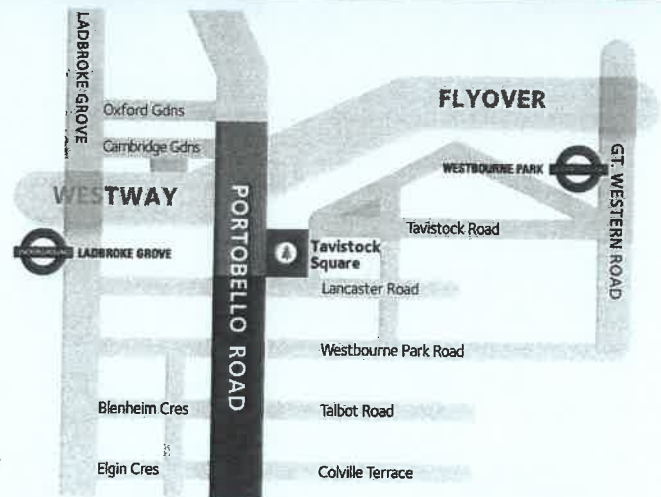 LADBROKE GROVE
Oxford Gdns
Cambridge Gdns
FLYOVER
WESTBOURNE PARK
GT. WESTERN ROAD
WESTWAY
PORTOBELLO ROAD
Tavistock Road
LADBROKE GROVE
Tavistock
Square
Lancaster Road
Westbourne Park Road
Blenheim Cres
Talbot Road
Elgin Cres
Colville Terrace